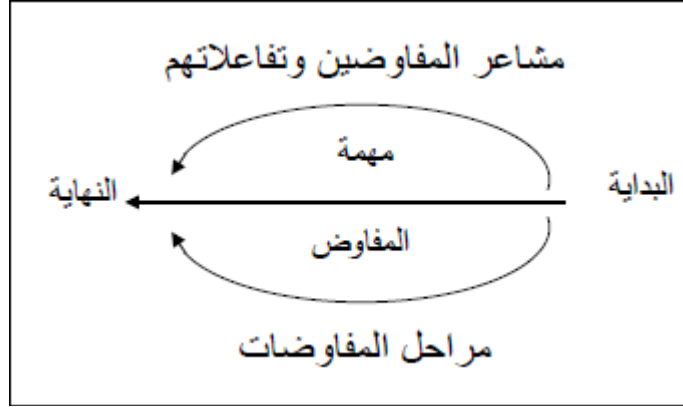 مشاعر المفاوضين وتفاعلاتهم
مهمة
البداية
النهاية
المفاوض
مراحل المفاوضات